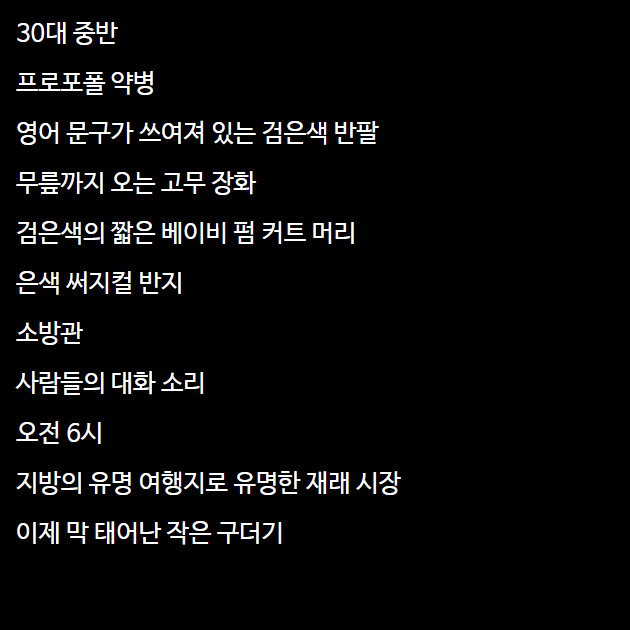 30대 중반
프로포폴 약병
영어 문구가 쓰여져 있는 검은색 반팔
무릎까지 오는 고무 장화
검은색의 짧은 베이비 펌 커트 머리
은색 써지컬 반지
소방관
사람들의 대화 소리
오전 6시
지방의 유명 여행지로 유명한 재래 시장
이제 막 태어난 작은 구더기